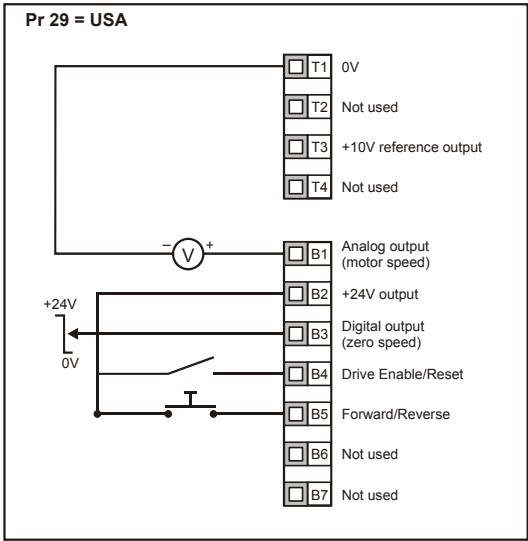 Pr 29 = USA
T1 0V
T2 Not used
T3 +10V reference output
T4 Not used
– V +
B1 Analog output
(motor speed)
B2 +24V output
+24V
B3 Digital output
(zero speed)
0V
B4 Drive Enable/Reset
B5 Forward/Reverse
B6 Not used
B7 Not used